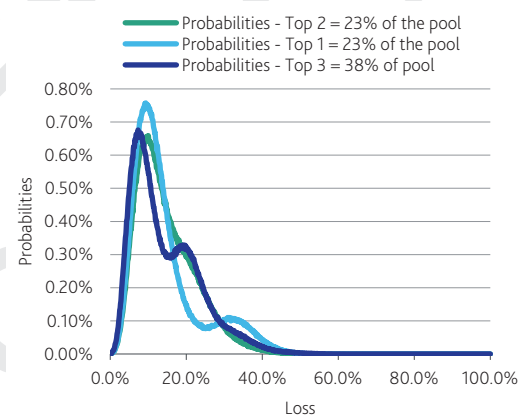 Probabilities - Top 2 = 23% of the pool
Probabilities - Top 1 = 23% of the pool
Probabilities - Top 3 = 38% of pool
0.80%
0.70%
0.60%
0.50%
0.40%
0.30%
0.20%
0.10%
0.00%
Probabilities
0.0% 20.0% 40.0% 60.0% 80.0% 100.0%
Loss